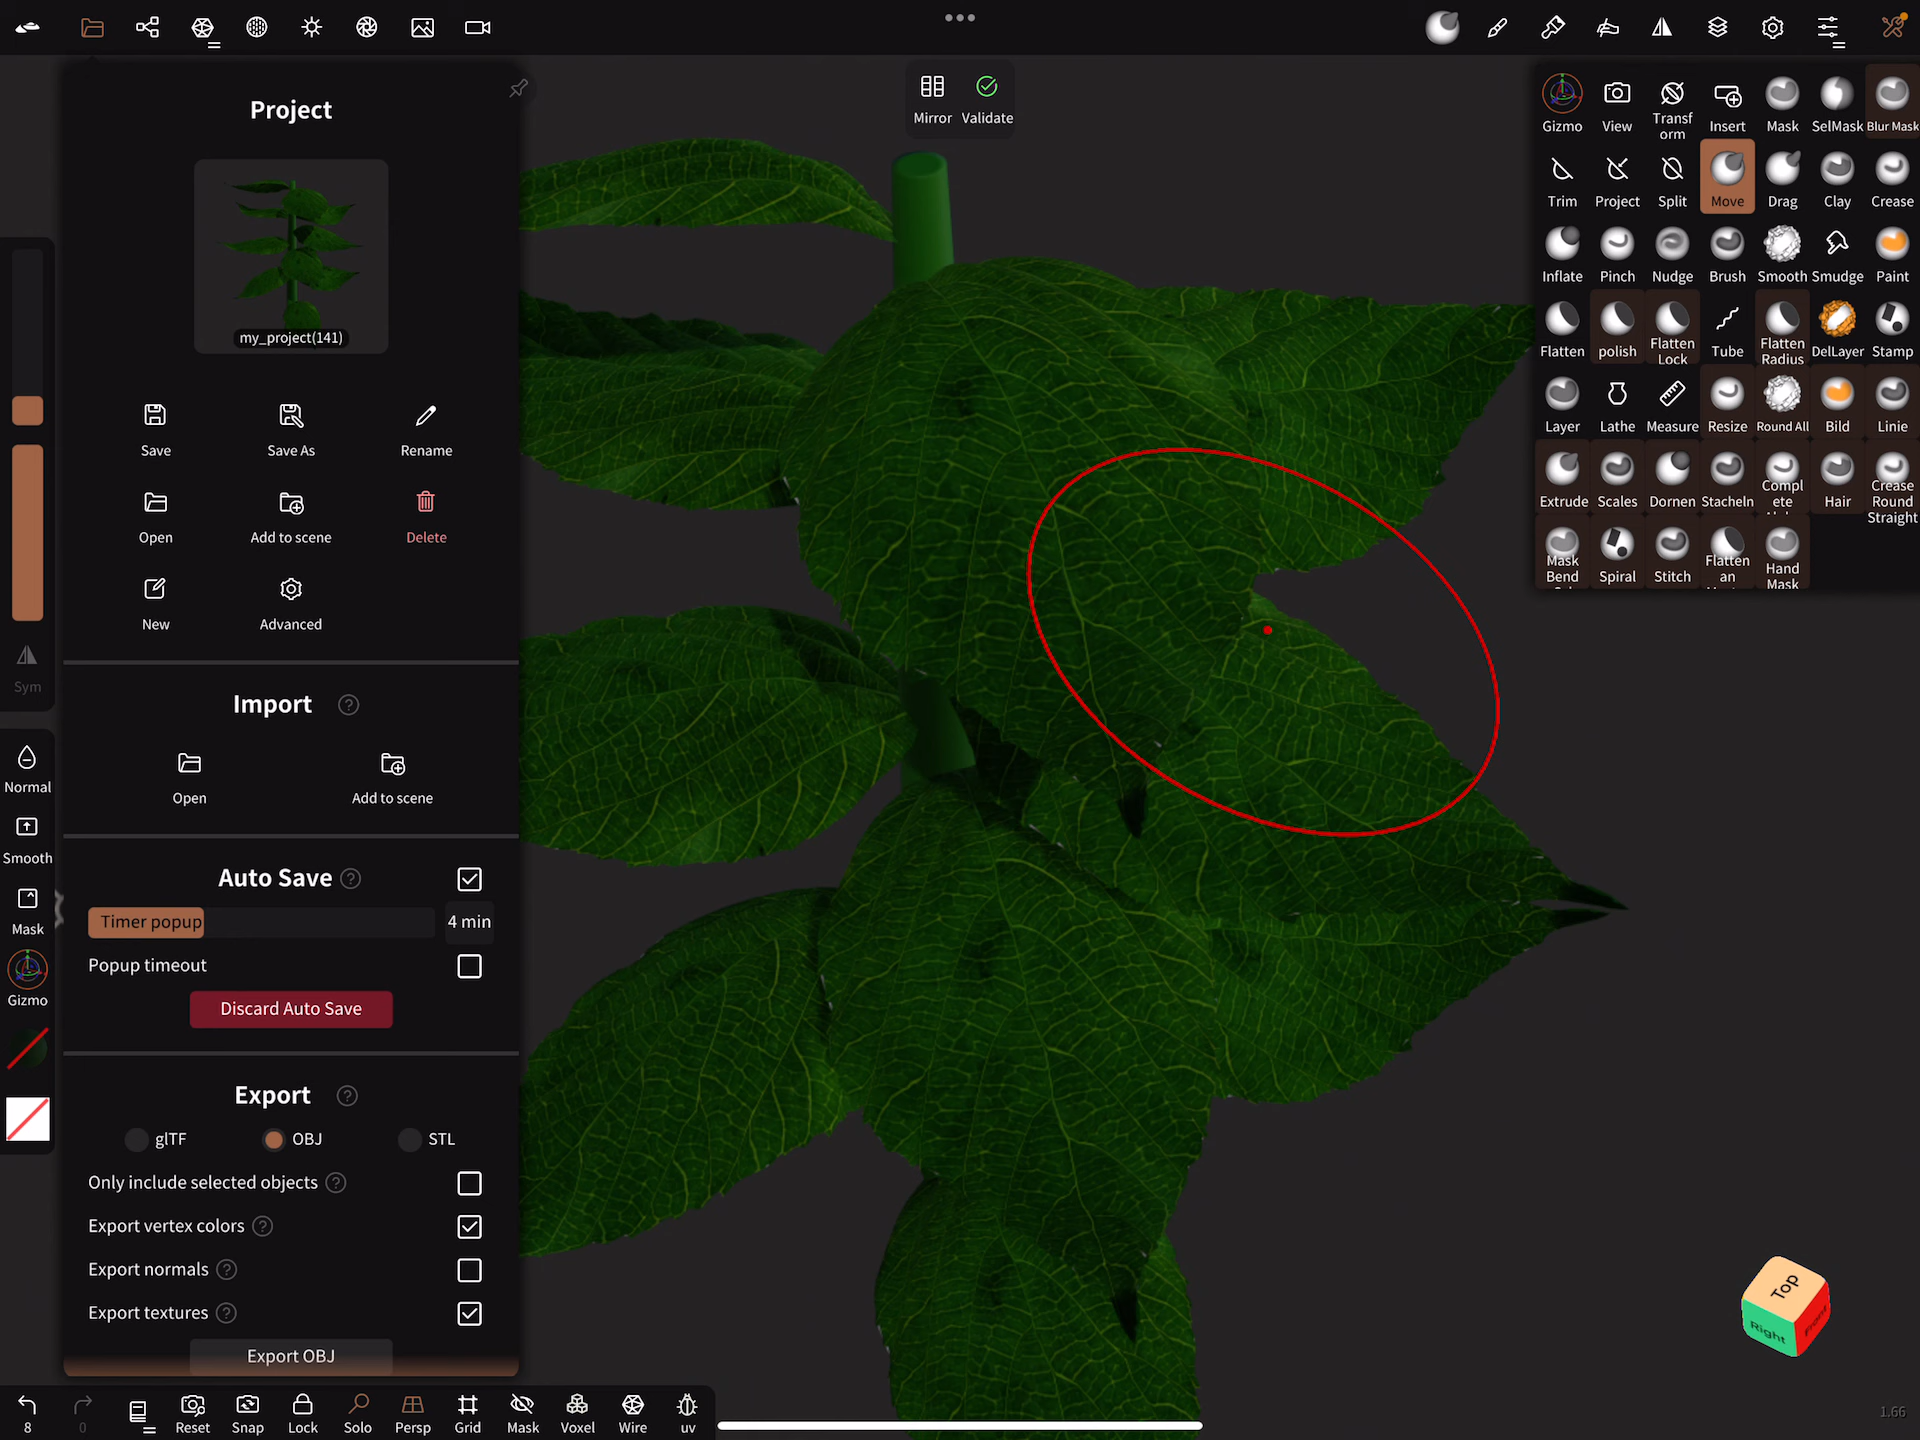 Project
my_project(141)
Save
Save As
Rename
Open
Add to scene
Delete
New
Advanced
Import
Open
Add to scene
Auto Save
Timer popup
4 min
Popup timeout
Discard Auto Save
Export
glTF
OBJ
STL
Only include selected objects
Export vertex colors
Export normals
Export textures
Export OBJ
Sym
Normal
Smooth
Mask
Gizmo
Mirror
Validate
Gizmo
View
Transf
orm
Insert
Mask
SelMask
Blur Mask
Trim
Project
Split
Move
Drag
Clay
Crease
Inflate
Pinch
Nudge
Brush
Smooth
Smudge
Paint
Flatten
polish
Flatten
Lock
Tube
Flatten
Radius
DelLayer
Stamp
Layer
Lathe
Measure
Resize
Round All
Bild
Linie
Extrude
Scales
Dornen
Stacheln
Compl
ete
Hair
Crease
Round
Straight
Mask
Bend
Spiral
Stitch
Flatten
an
Hand
Mask
Top
Right
1.66
8
0
Reset
Snap
Lock
Solo
Persp
Grid
Mask
Voxel
Wire
uv